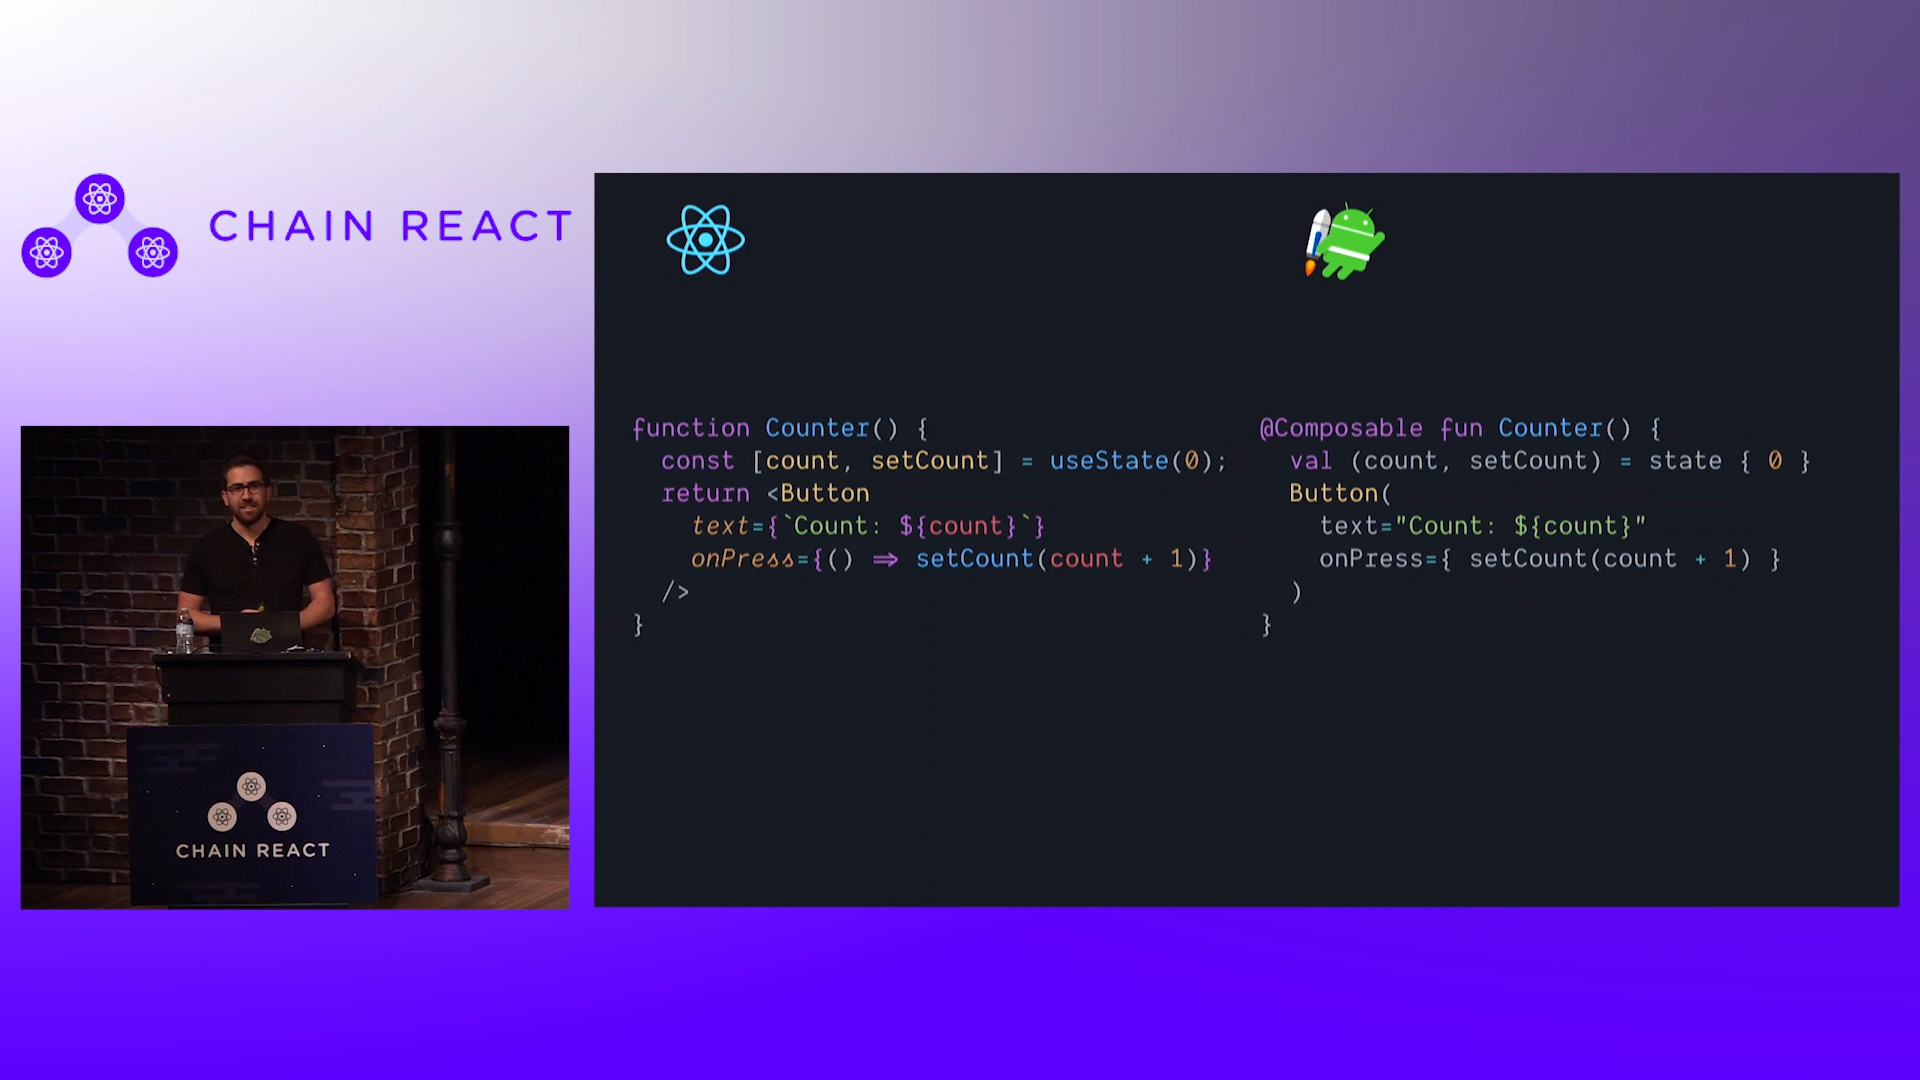 CHAIN REACT
function Counter() {
const [count, setCount] = useState(0);
return <Button
text={`Count: ${count}`}
onPress={() => setCount(count + 1)}
/>
}
@Composable fun Counter() {
val (count, setCount) = state { 0 }
Button(
text="Count: ${count}"
onPress={ setCount(count + 1) }
)
}
CHAIN REACT